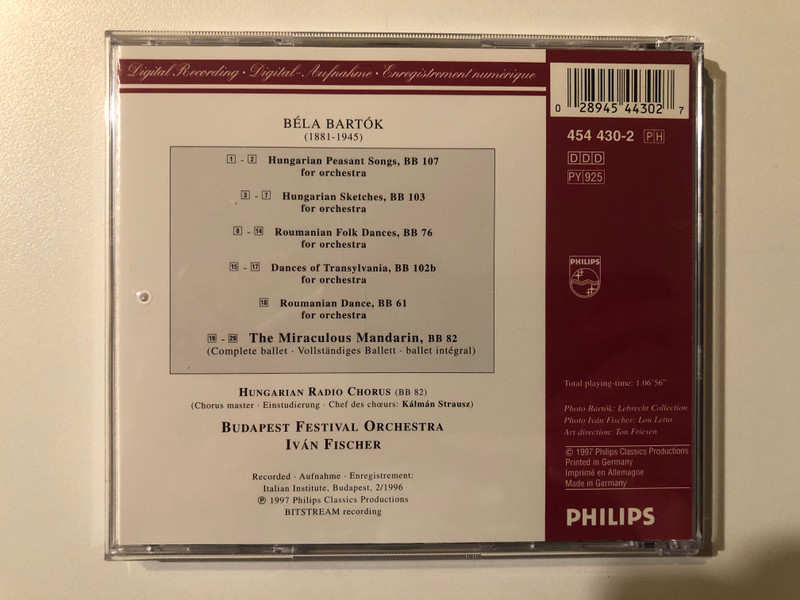 Digital Recording · Digital-Aufnahme · Enregistrement numérique
BÉLA BARTÓK
(1881-1945)
1 - 2 Hungarian Peasant Songs, BB 107
for orchestra
3 - 7 Hungarian Sketches, BB 103
for orchestra
8 - 14 Roumanian Folk Dances, BB 76
for orchestra
15 - 17 Dances of Transylvania, BB 102b
for orchestra
18 Roumanian Dance, BB 61
for orchestra
19 - 29 The Miraculous Mandarin, BB 82
(Complete ballet · Vollständiges Ballett · ballet intégral)
HUNGARIAN RADIO CHORUS (BB 82)
(Chorus master · Einstudierung · Chef des chœurs: Kálmán Strausz)
BUDAPEST FESTIVAL ORCHESTRA
IVÁN FISCHER
Recorded · Aufnahme · Enregistrement:
Italian Institute, Budapest, 2/1996
℗ 1997 Philips Classics Productions
BITSTREAM recording
0 28945 44302 7
454 430-2 PH
DDD
PY 925
PHILIPS
Total playing-time: 1.06'56"
Photo Bartók: Lebrecht Collection
Photo Iván Fischer: Lou Letto
Art direction: Ton Friesen
© 1997 Philips Classics Productions
Printed in Germany
Imprimé en Allemagne
Made in Germany
PHILIPS